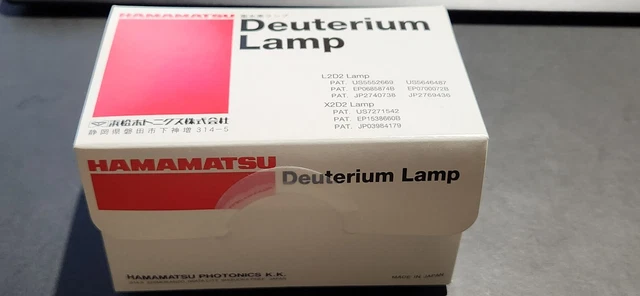 HAMAMATSU
Deuterium
Lamp
L2D2 Lamp
PAT. US5552669 US5646487
PAT. EP0685874B EP0700072B
PAT. JP2740738 JP2769436
X2D2 Lamp
PAT. US7271542
PAT. EP1538660B
PAT. JP03984179
浜松ホトニクス株式会社
静岡県磐田市下神増314-5
HAMAMATSU
Deuterium Lamp
HAMAMATSU PHOTONICS K.K.
MADE IN JAPAN